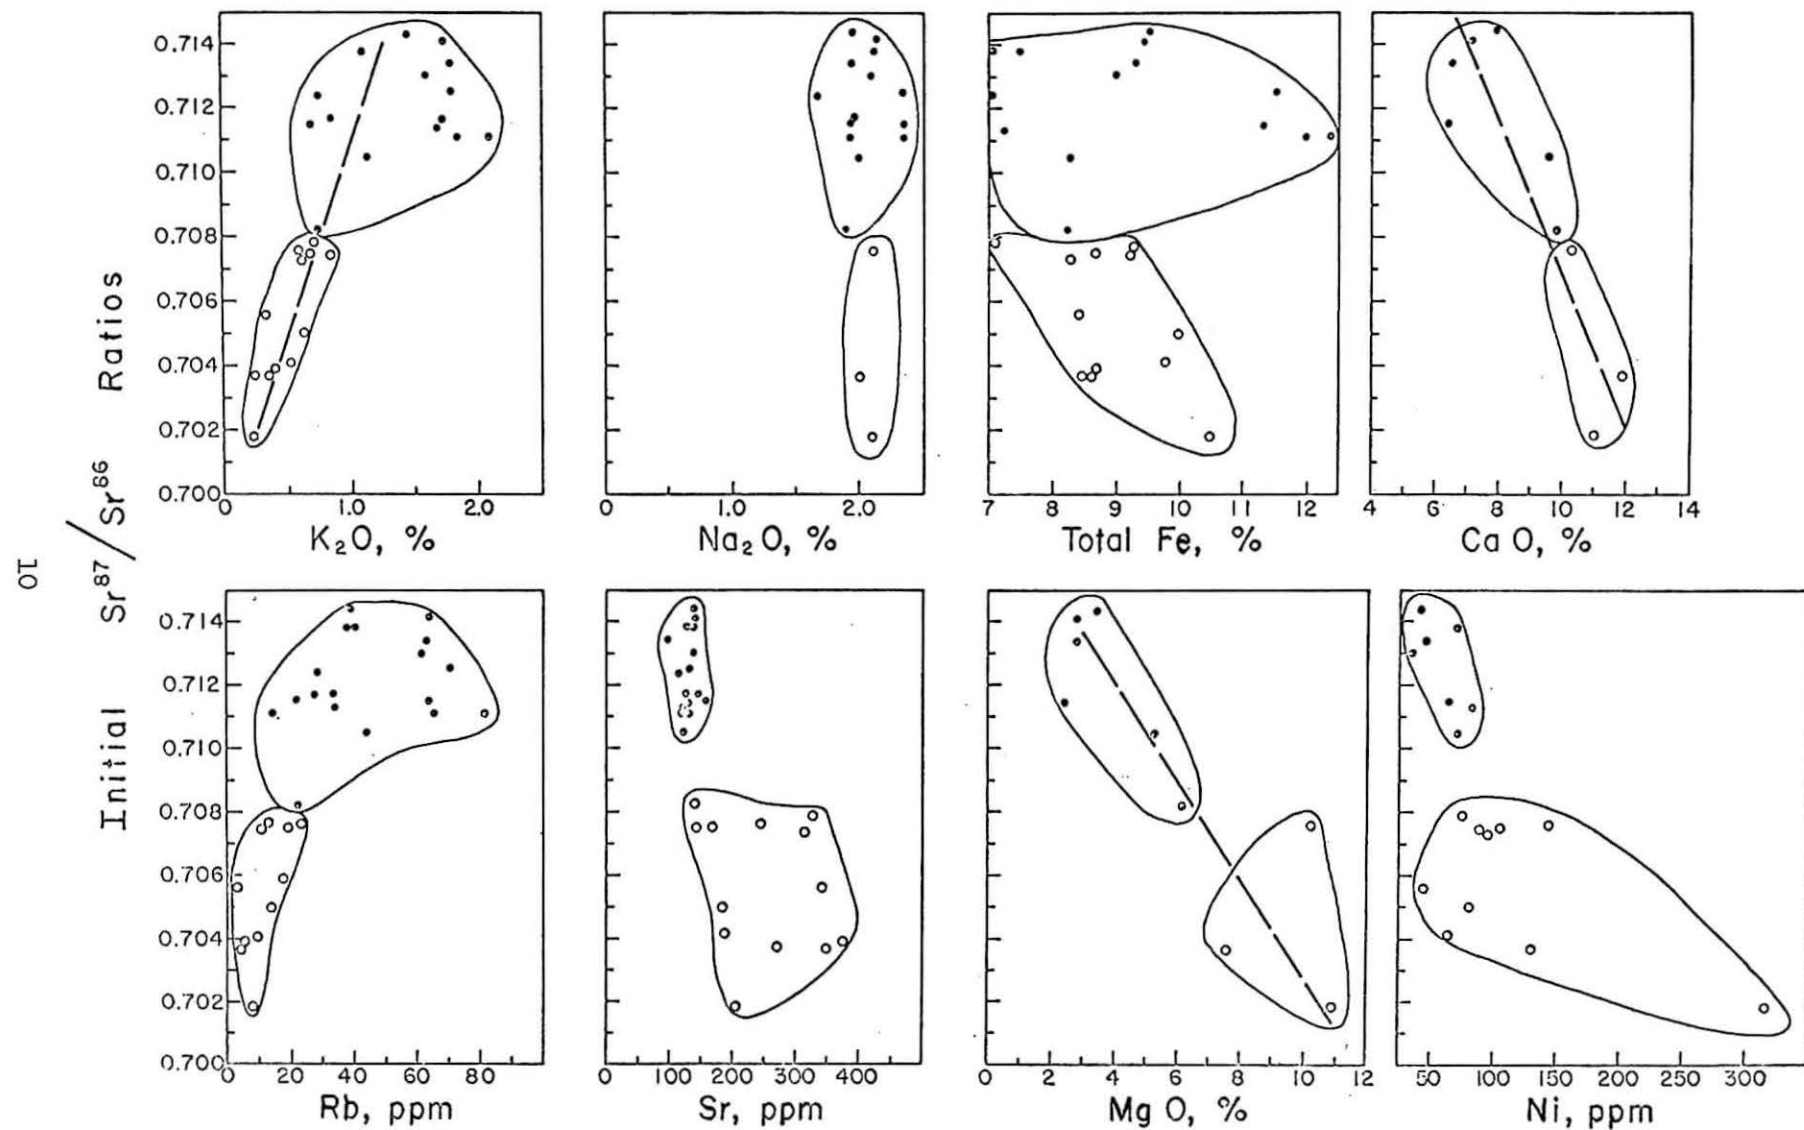 0.714
0.712
0.710
0.708
0.706
0.704
0.702
0.700
0 1.0 2.0
K₂O, %
0 1.0 2.0
Na₂O, %
7 8 9 10 11 12
Total Fe, %
4 6 8 10 12 14
CaO, %
Initial Sr⁸⁷/Sr⁸⁶ Ratios
10
0.714
0.712
0.710
0.708
0.706
0.704
0.702
0.700
0 20 40 60 80
Rb, ppm
0 100 200 300 400
Sr, ppm
0 2 4 6 8 10 12
MgO, %
50 100 150 200 250 300
Ni, ppm